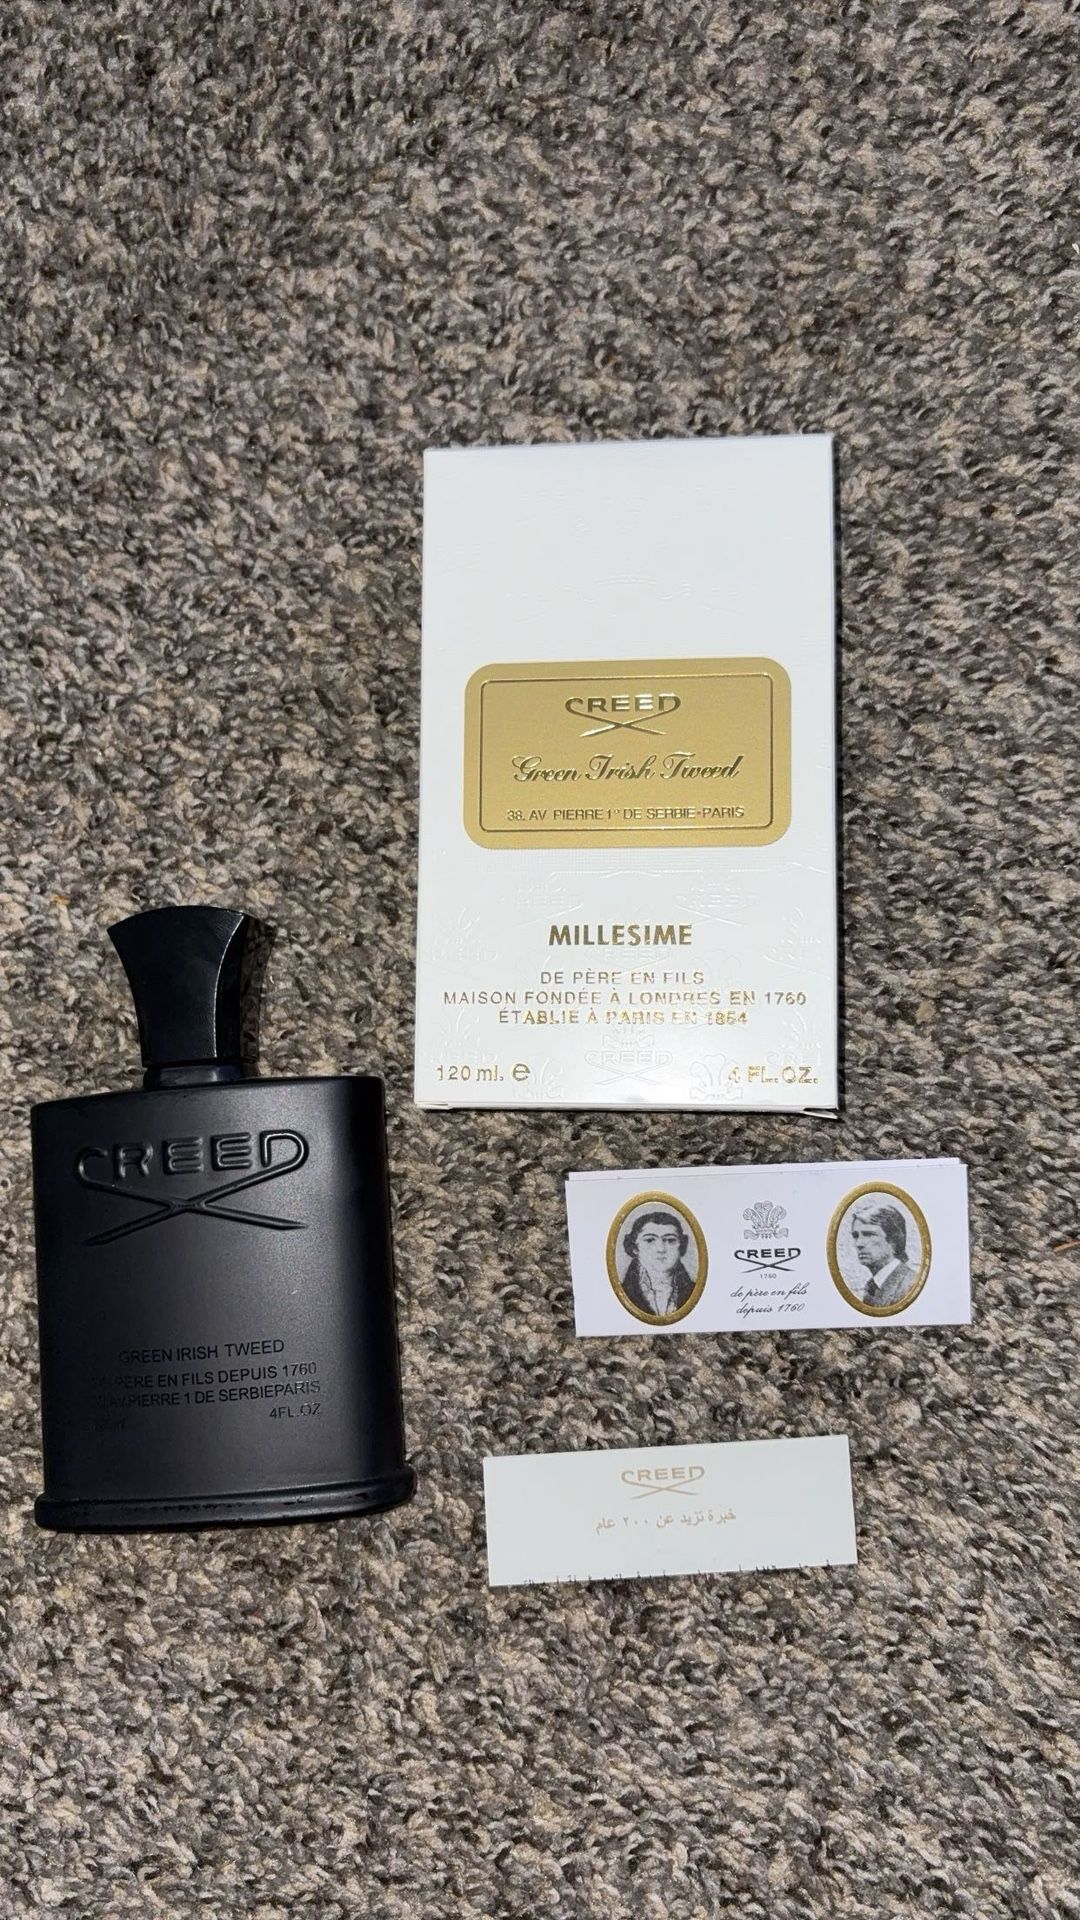 CREED
Green Irish Tweed
38. AV PIERRE 1º DE SERBIE-PARIS
MILLESIME
DE PÈRE EN FILS
MAISON FONDÉE À LONDRES EN 1760
ÉTABLIE À PARIS EN 1854
120 ml. e
4 FL. OZ.
CREED
GREEN IRISH TWEED
PERE EN FILS DEPUIS 1760
PIERRE 1 DE SERBIEPARIS
4FL.OZ
CREED
1760
de père en fils
depuis 1760
CREED
خبرة تزيد عن ٢٠٠ عام